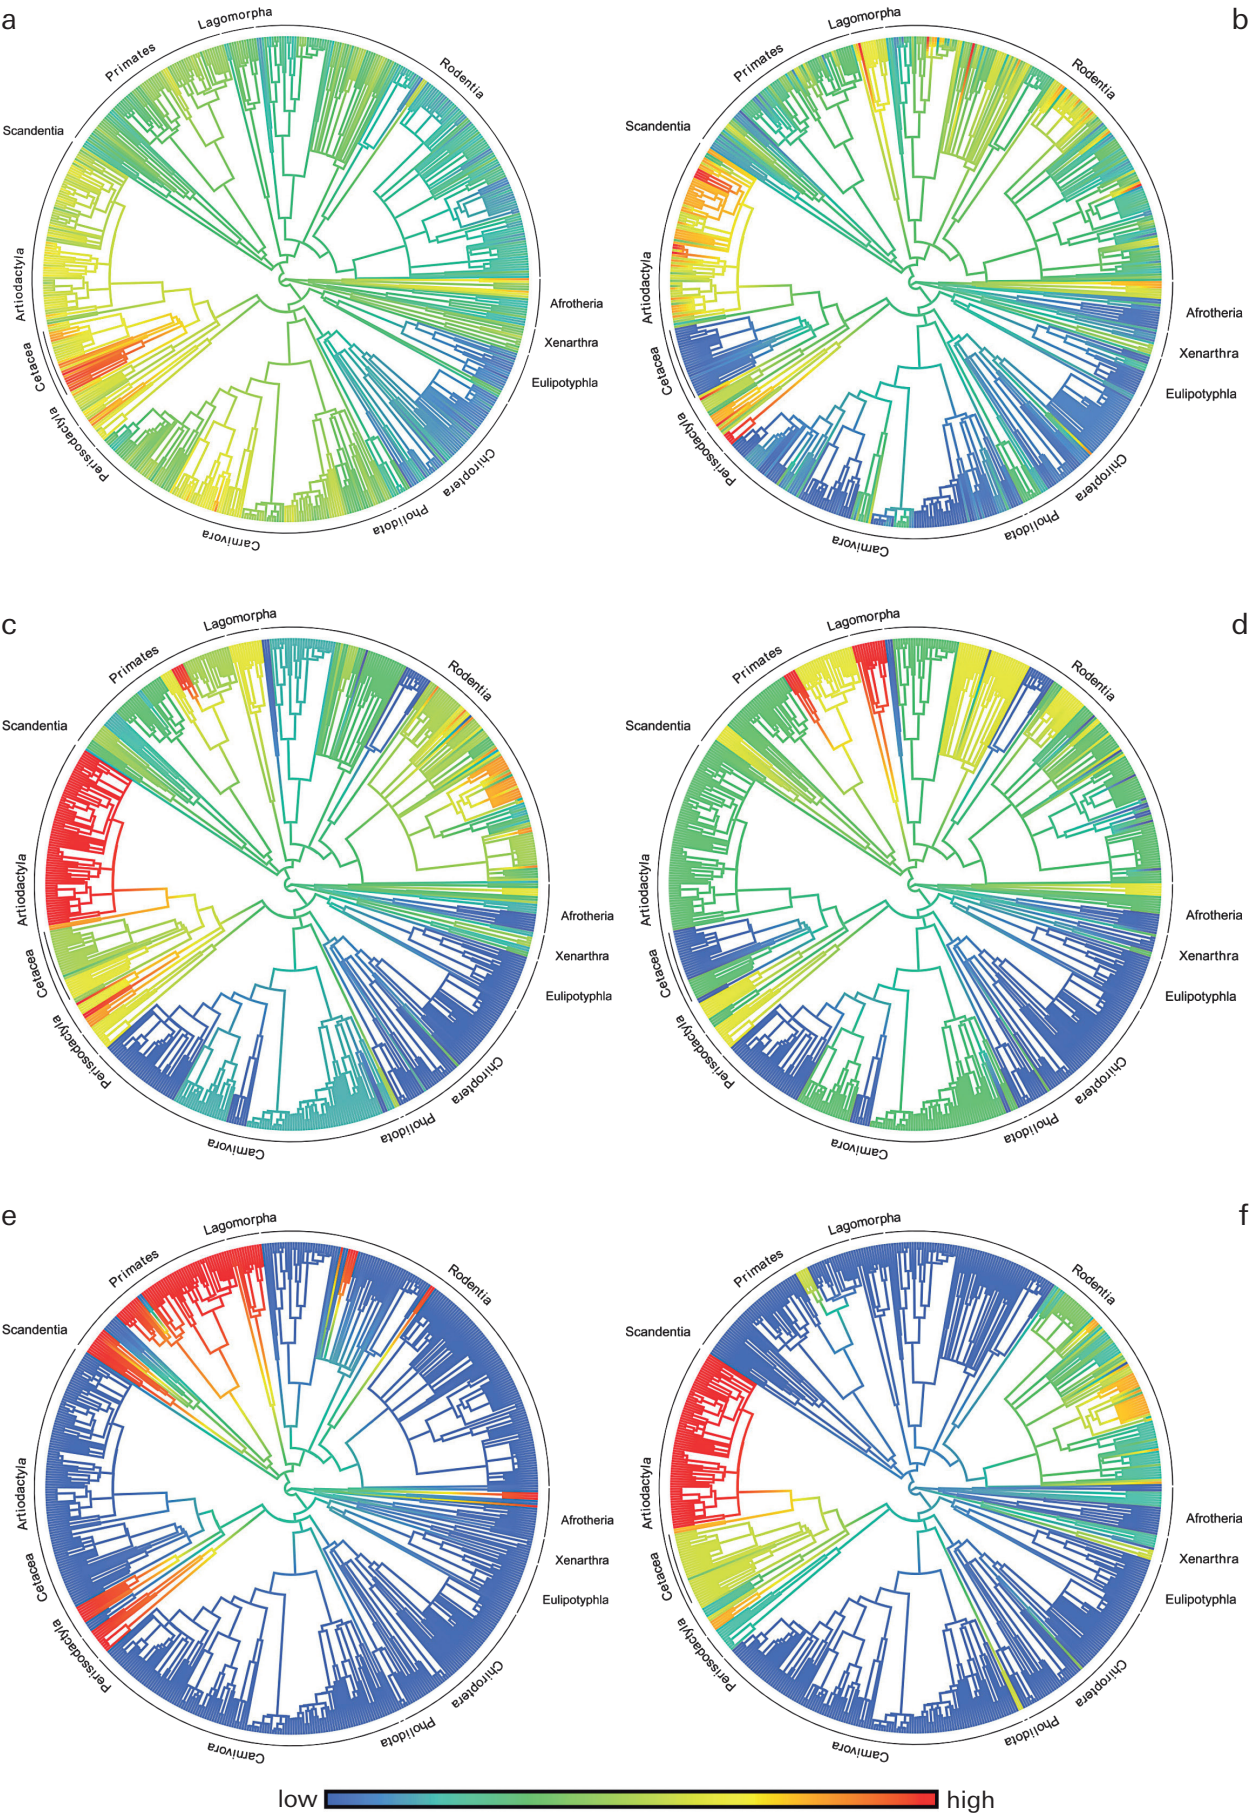 a
Lagomorpha
Primates
Rodentia
Scandentia
Artiodactyla
Afrotheria
Xenarthra
Cetacea
Eulipotyphla
Perissodactyla
Chiroptera
Pholidota
Carnivora
b
Lagomorpha
Primates
Rodentia
Scandentia
Artiodactyla
Afrotheria
Xenarthra
Cetacea
Eulipotyphla
Perissodactyla
Chiroptera
Pholidota
Carnivora
c
Lagomorpha
Primates
Rodentia
Scandentia
Artiodactyla
Afrotheria
Xenarthra
Cetacea
Eulipotyphla
Perissodactyla
Chiroptera
Pholidota
Carnivora
d
Lagomorpha
Primates
Rodentia
Scandentia
Artiodactyla
Afrotheria
Xenarthra
Cetacea
Eulipotyphla
Perissodactyla
Chiroptera
Pholidota
Carnivora
e
Lagomorpha
Primates
Rodentia
Scandentia
Artiodactyla
Afrotheria
Xenarthra
Cetacea
Eulipotyphla
Perissodactyla
Chiroptera
Pholidota
Carnivora
f
Lagomorpha
Primates
Rodentia
Scandentia
Artiodactyla
Afrotheria
Xenarthra
Cetacea
Eulipotyphla
Perissodactyla
Chiroptera
Pholidota
Carnivora
low high